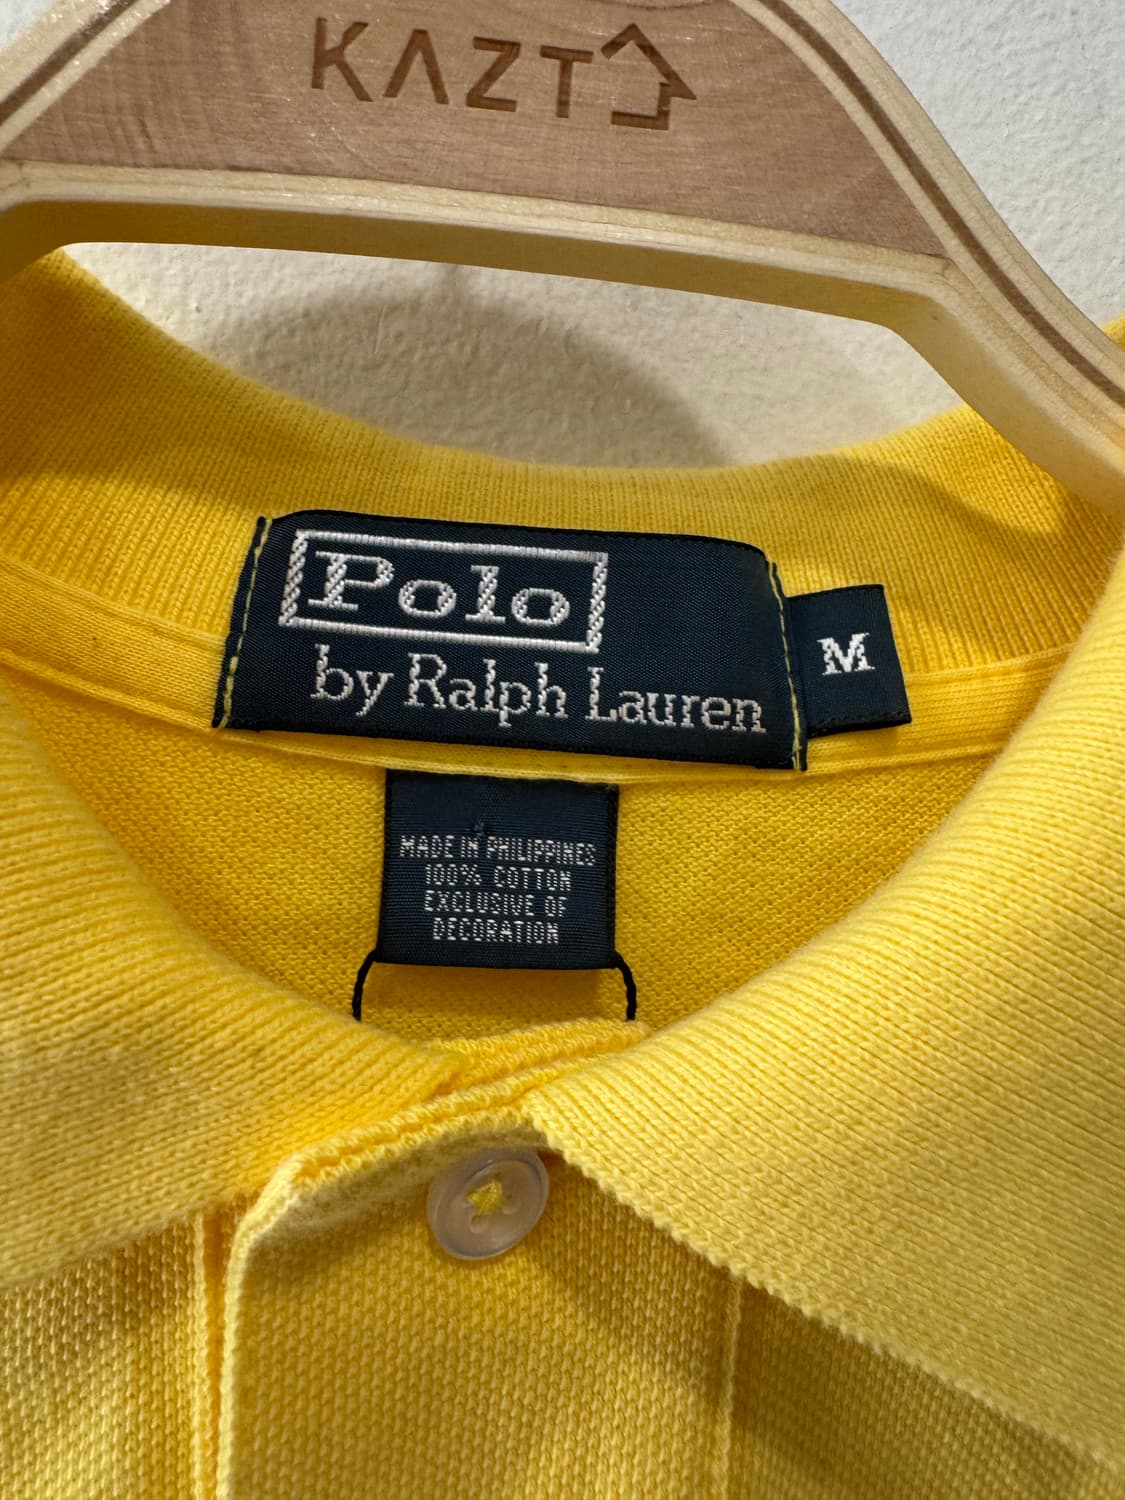 KAZT
Polo
by Ralph Lauren
M
MADE IN PHILIPPINES
100% COTTON
EXCLUSIVE OF
DECORATION